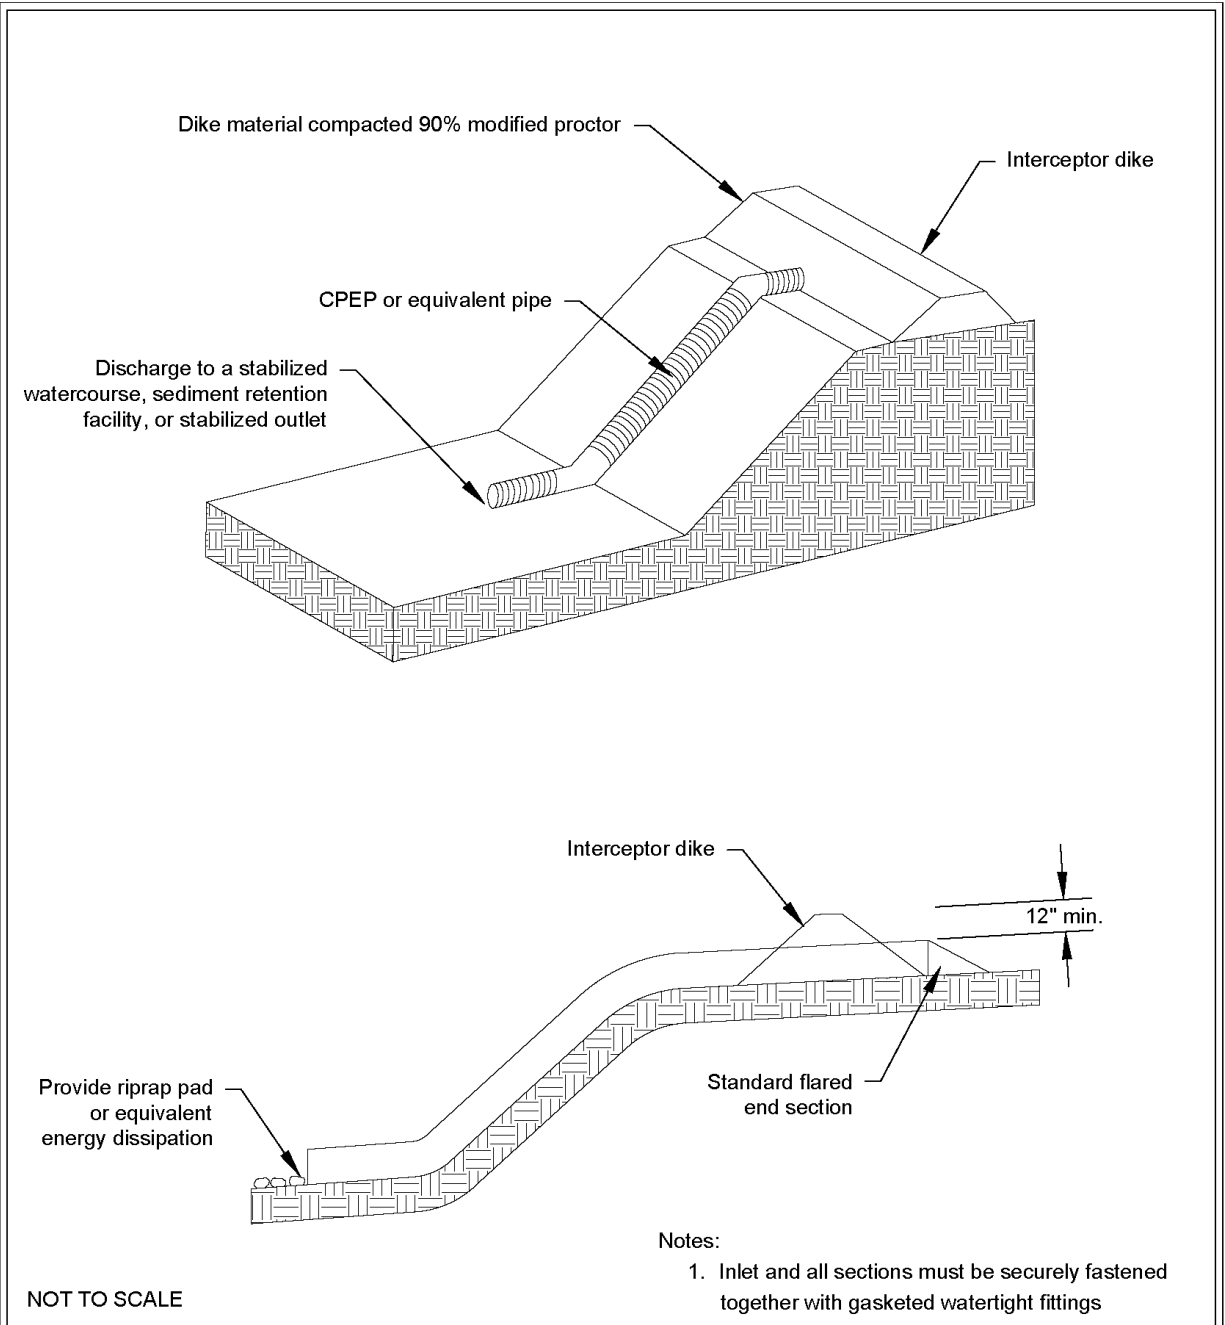 Dike material compacted 90% modified proctor
Interceptor dike
CPEP or equivalent pipe
Discharge to a stabilized
watercourse, sediment retention
facility, or stabilized outlet
Interceptor dike
12" min.
Standard flared
end section
Provide riprap pad
or equivalent
energy dissipation
Notes:
1. Inlet and all sections must be securely fastened
together with gasketed watertight fittings
NOT TO SCALE